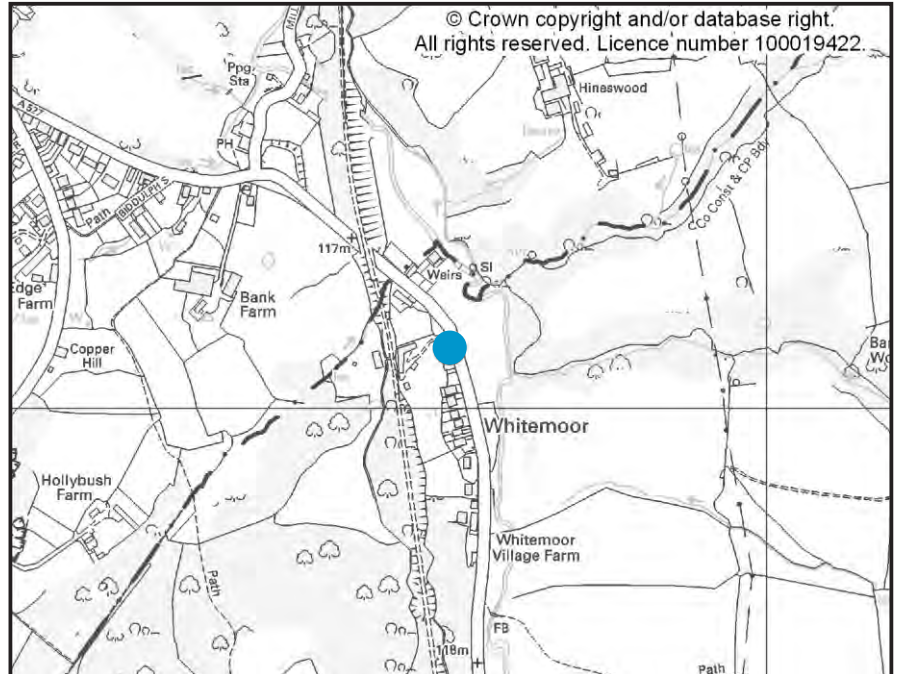 © Crown copyright and/or database right.
All rights reserved. Licence number 100019422.
Mill
Ppg
Sta
Hinaswood
A 527
PH
Co Const & CP Bdy
Path
BIDDULPH S
117m
Weirs
Sl
Edge
Farm
Bank
Farm
Copper
Hill
Whitemoor
Hollybush
Farm
Whitemoor
Village Farm
Path
FB
118m
Path